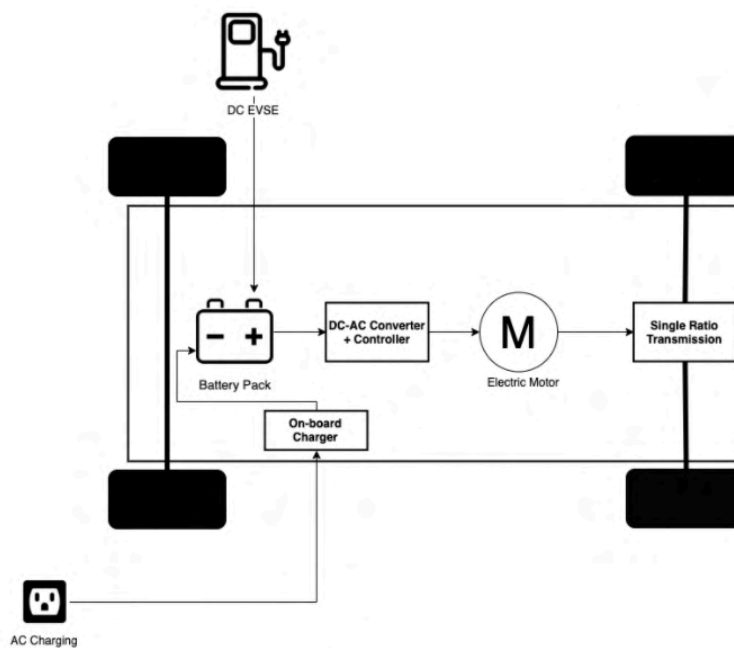 DC EVSE
DC-AC Converter
+ Controller
M
Single Ratio
Transmission
Battery Pack
Electric Motor
On-board
Charger
AC Charging